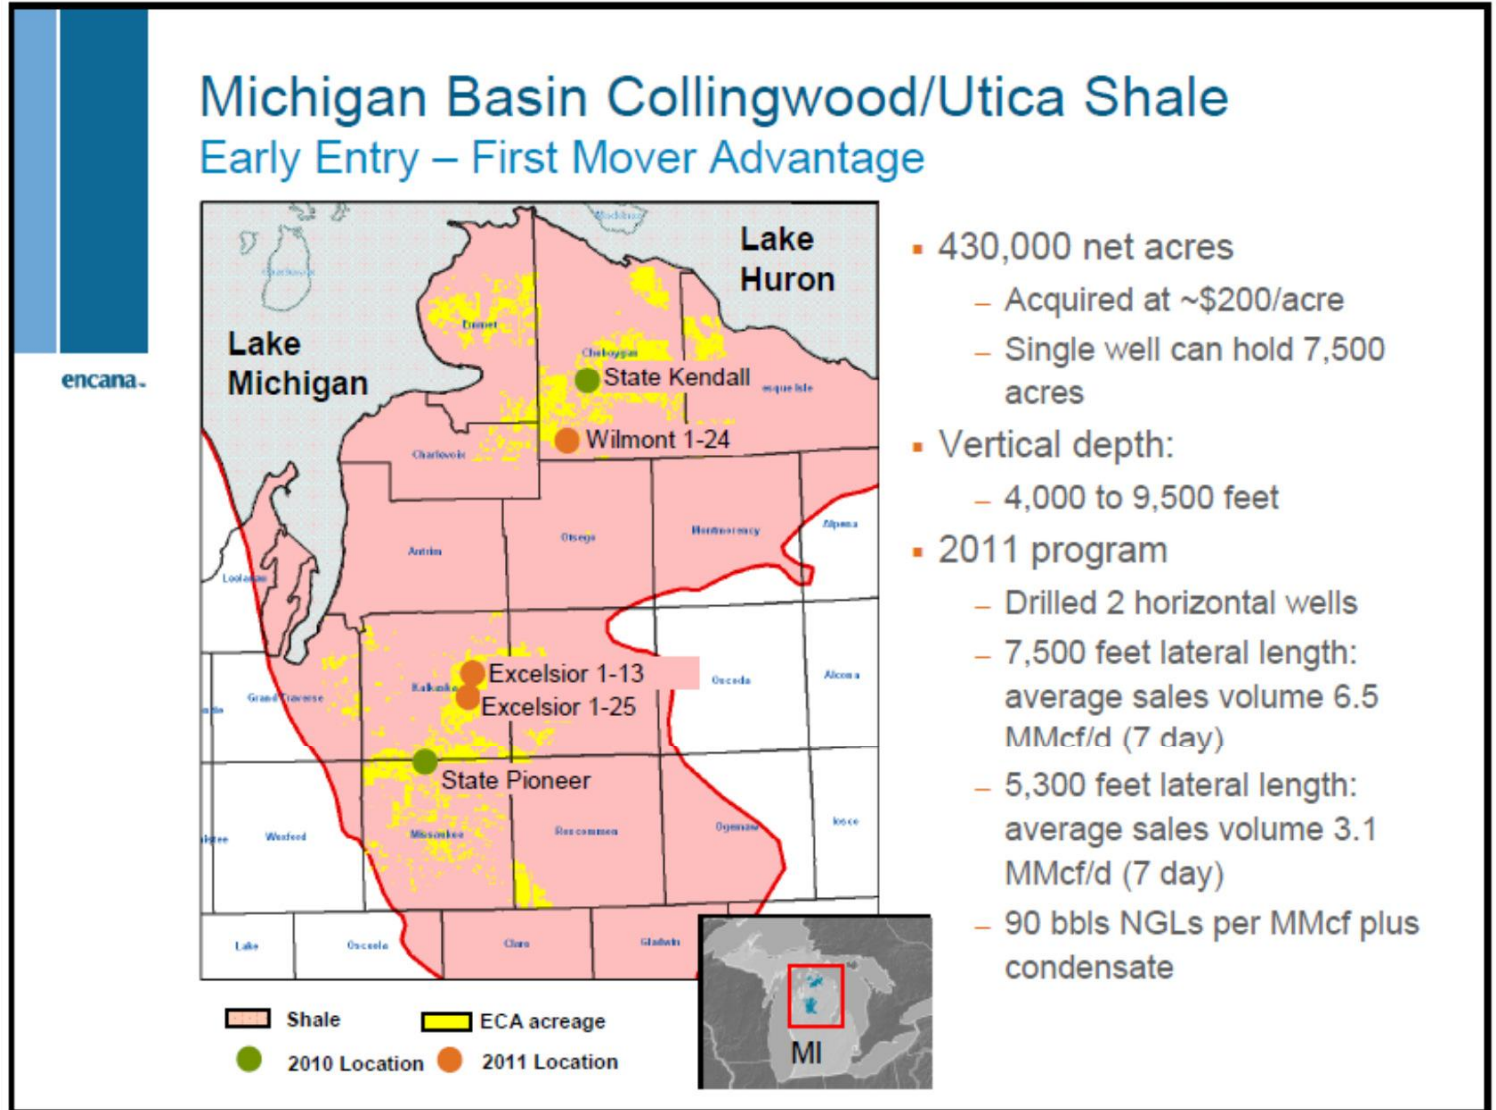 Michigan Basin Collingwood/Utica Shale
Early Entry – First Mover Advantage
encana™
Mackinac
Charlevoix
Lake
Huron
Lake
Michigan
Emmet
Cheboygan
State Kendall
esque Isle
Wilmont 1-24
Charlevoix
Antrim
Otsego
Montmorency
Alpena
Leelanau
Excelsior 1-13
Kalkaska
Excelsior 1-25
Grand Traverse
Oscoda
Alcona
State Pioneer
Wexford
Missaukee
Roscommon
Ogemaw
Iosco
Lake
Osceola
Clare
Gladwin
MI
Shale
ECA acreage
2010 Location
2011 Location
▪ 430,000 net acres
– Acquired at ~$200/acre
– Single well can hold 7,500
acres
▪ Vertical depth:
– 4,000 to 9,500 feet
▪ 2011 program
– Drilled 2 horizontal wells
– 7,500 feet lateral length:
average sales volume 6.5
MMcf/d (7 day)
– 5,300 feet lateral length:
average sales volume 3.1
MMcf/d (7 day)
– 90 bbls NGLs per MMcf plus
condensate